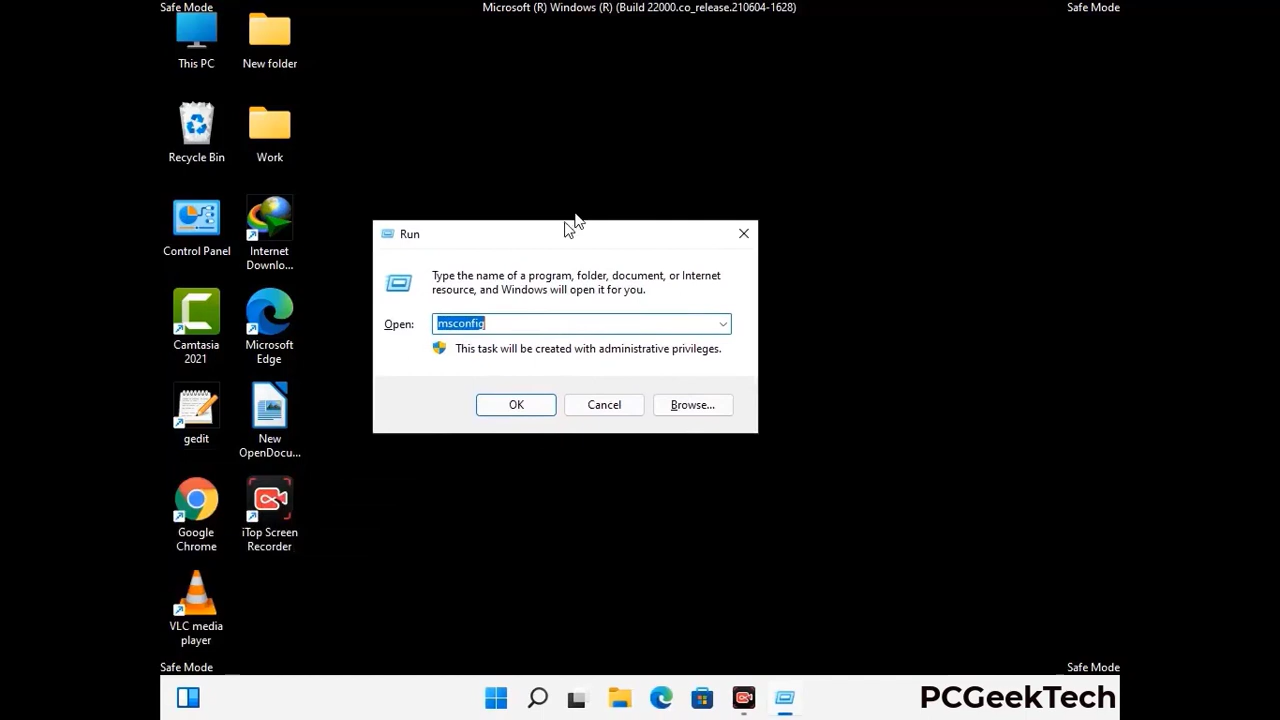 Safe Mode
Microsoft (R) Windows (R) (Build 22000.co_release.210604-1628)
Safe Mode
This PC
New folder
Recycle Bin
Work
Control Panel
Internet
Downlo...
Camtasia
2021
Microsoft
Edge
gedit
New
OpenDocu...
Google
Chrome
iTop Screen
Recorder
VLC media
player
Run
Type the name of a program, folder, document, or Internet
resource, and Windows will open it for you.
Open:
msconfig
This task will be created with administrative privileges.
OK
Cancel
Browse...
Safe Mode
Safe Mode
PCGeekTech